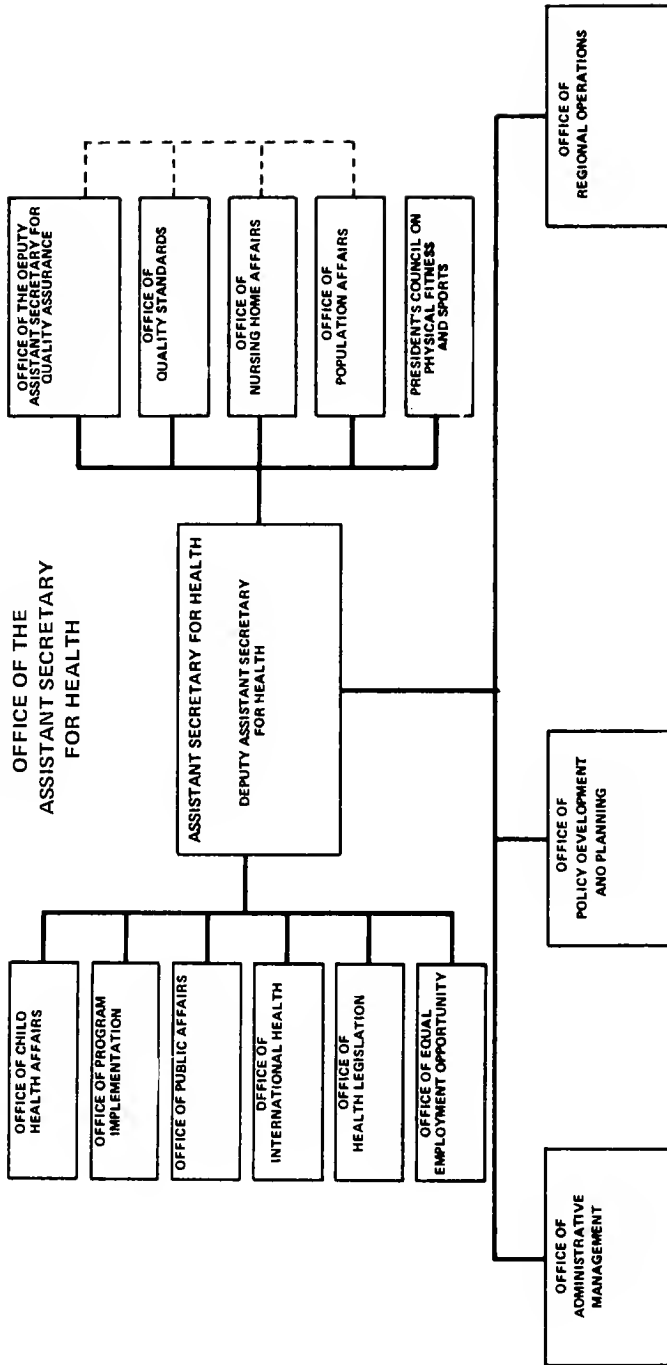 OFFICE OF THE
ASSISTANT SECRETARY
FOR HEALTH
ASSISTANT SECRETARY FOR HEALTH
DEPUTY ASSISTANT SECRETARY
FOR HEALTH
OFFICE OF CHILO
HEALTH AFFAIRS
OFFICE OF PROGRAM
IMPLEMENTATION
OFFICE OF PUBLIC AFFAIRS
OFFICE OF
INTERNATIONAL HEALTH
OFFICE OF
HEALTH LEGISLATION
OFFICE OF EQUAL
EMPLOYMENT OPPORTUNITY
OFFICE OF THE OEPUTY
ASSISTANT SECRETARY FOR
QUALITY ASSURANCE
OFFICE OF
QUALITY STANDARDS
OFFICE OF
NURSING HOME AFFAIRS
OFFICE OF
POPULATION AFFAIRS
PRESIDENT'S COUNCIL ON
PHYSICAL FITNESS
AND SPORTS
OFFICE OF
ADMINISTRATIVE
MANAGEMENT
OFFICE OF
POLICY OEVELOPMENT
ANO PLANNING
OFFICE OF
REGIONAL OPERATIONS